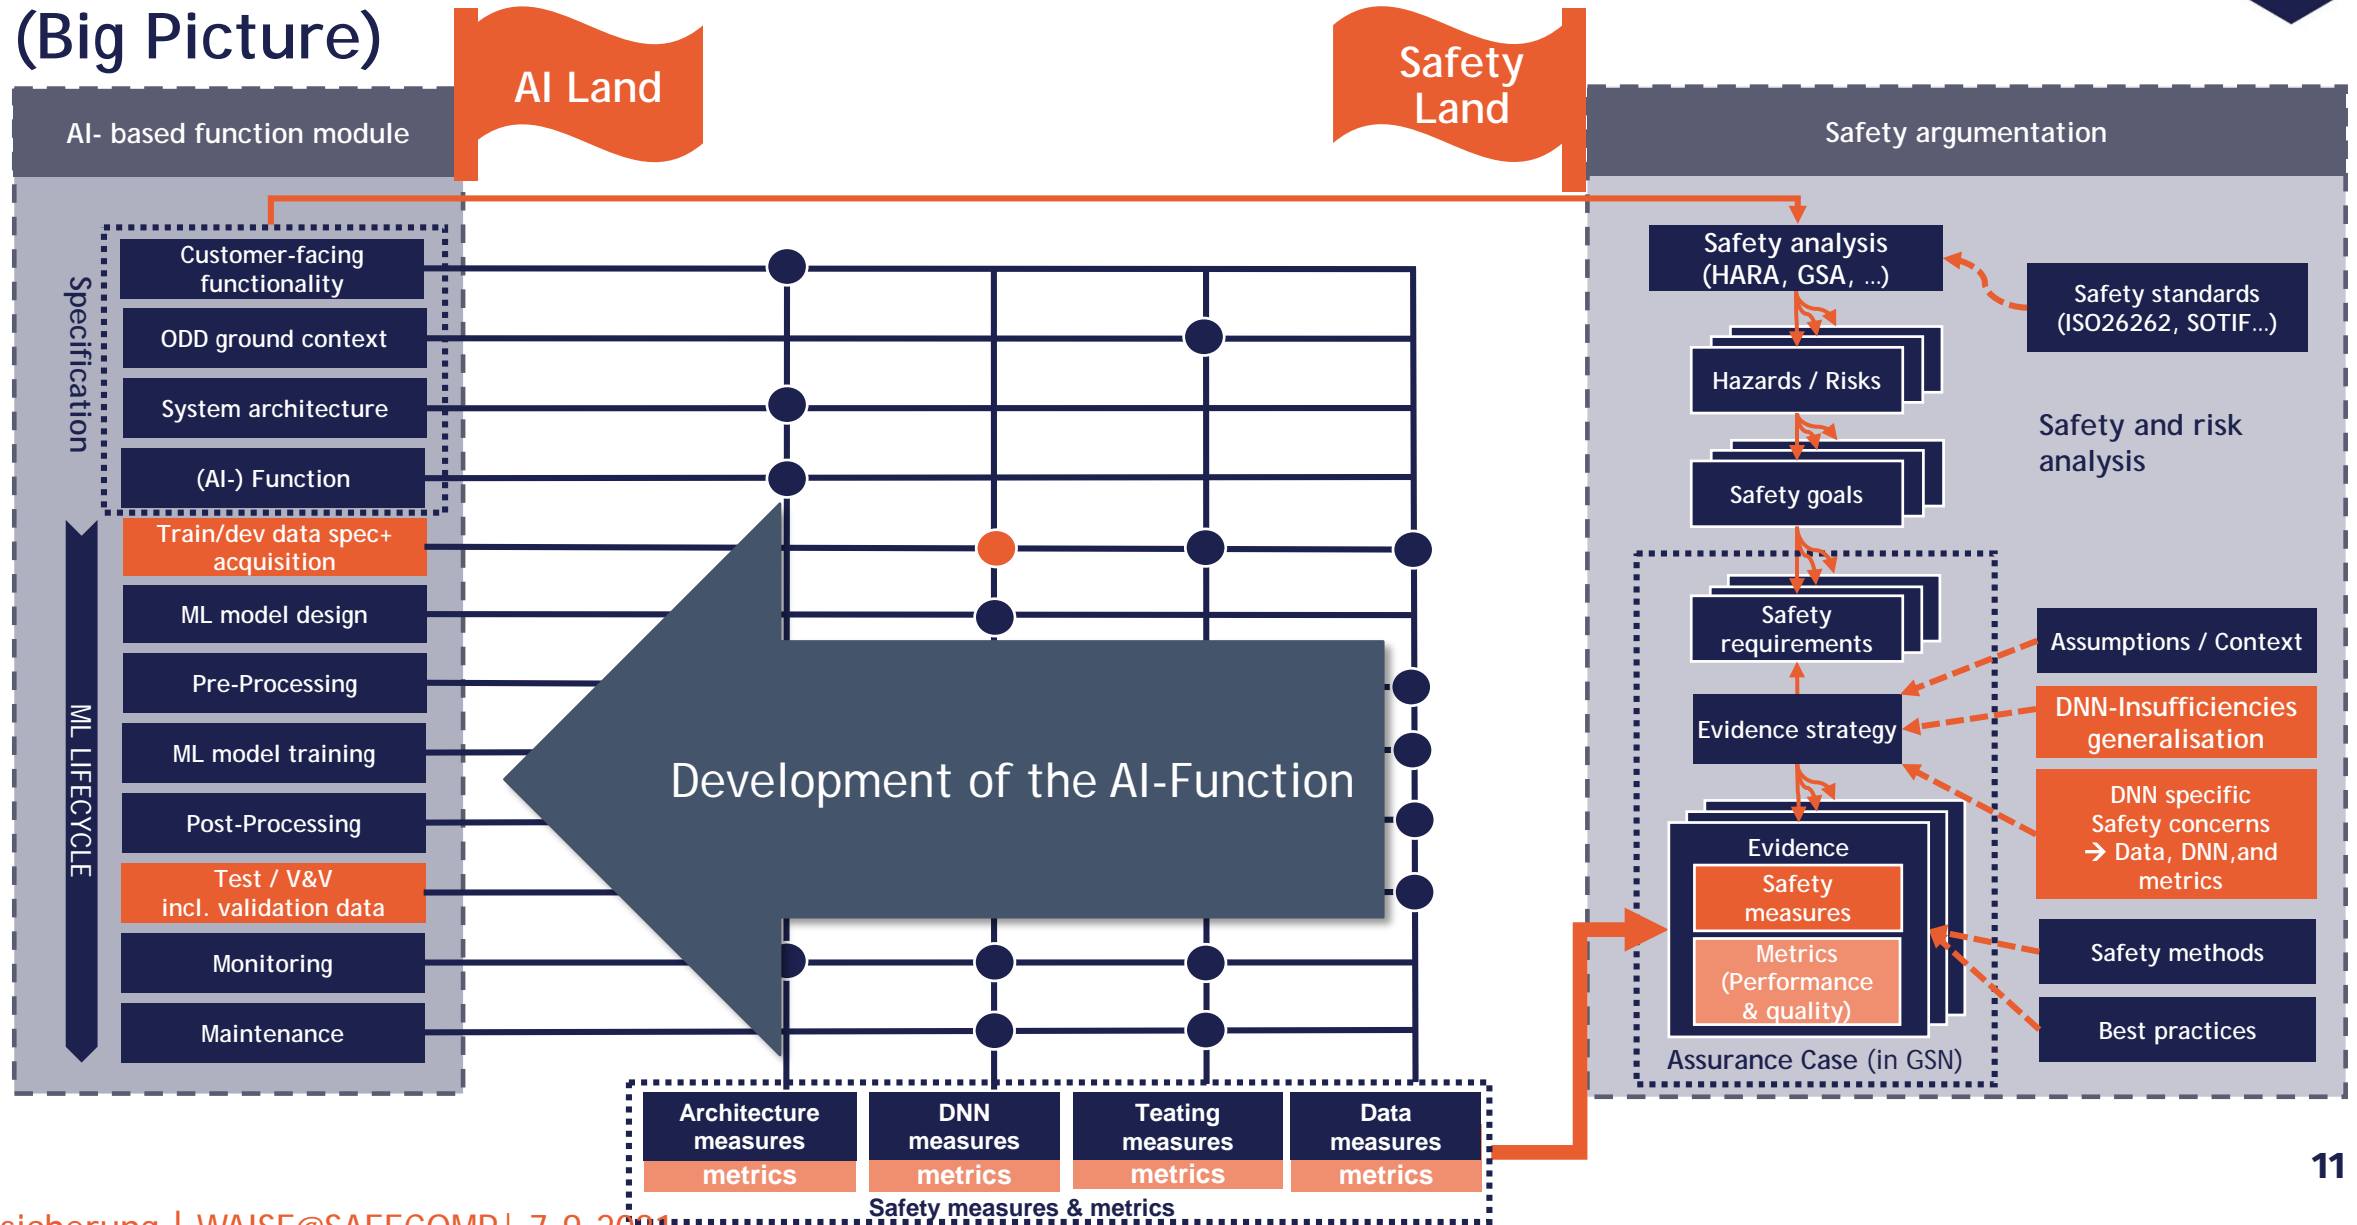 (Big Picture)
AI Land
Safety
Land
AI- based function module
Safety argumentation
Specification
Customer-facing
functionality
ODD ground context
System architecture
(AI-) Function
ML LIFECYCLE
Train/dev data spec+
acquisition
ML model design
Pre-Processing
ML model training
Post-Processing
Test / V&V
incl. validation data
Monitoring
Maintenance
Development of the AI-Function
Architecture
measures
metrics
DNN
measures
metrics
Teating
measures
metrics
Data
measures
metrics
Safety measures & metrics
Safety analysis
(HARA, GSA, ...)
Safety standards
(ISO26262, SOTIF...)
Hazards / Risks
Safety and risk
analysis
Safety goals
Safety
requirements
Assumptions / Context
Evidence strategy
DNN-Insufficiencies
generalisation
DNN specific
Safety concerns
→ Data, DNN,and
metrics
Evidence
Safety
measures
Metrics
(Performance
& quality)
Safety methods
Best practices
Assurance Case (in GSN)
11
sicherung | WAISE@SAFECOMP| 7.9.2021